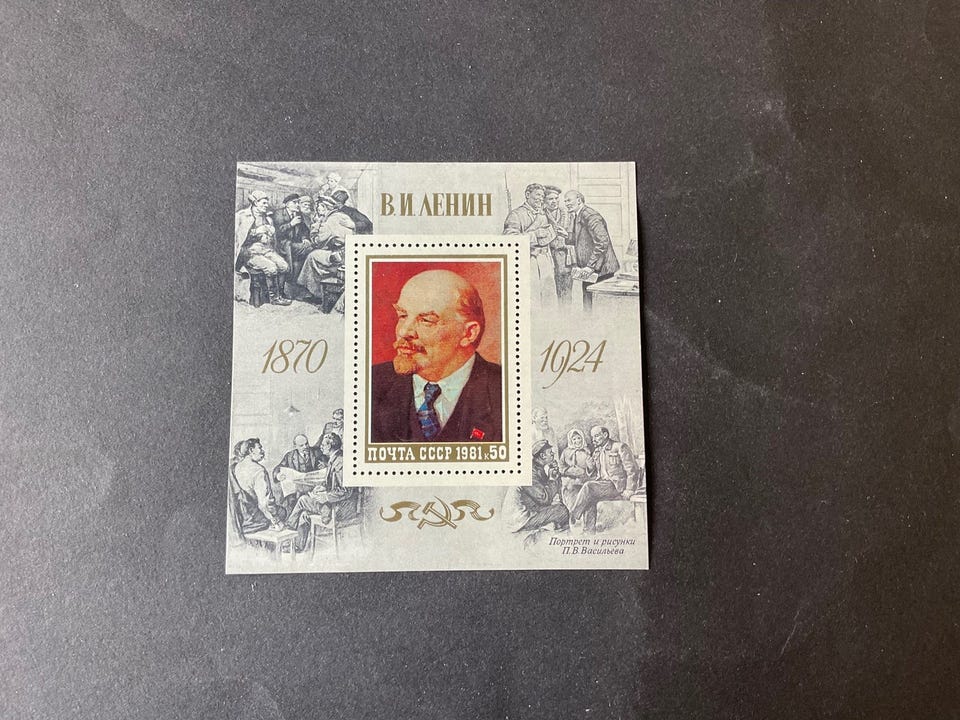 В. И. ЛЕНИН
1870
1924
ПОЧТА СССР 1981 к50
Портрет и рисунки
П. В. Васильева